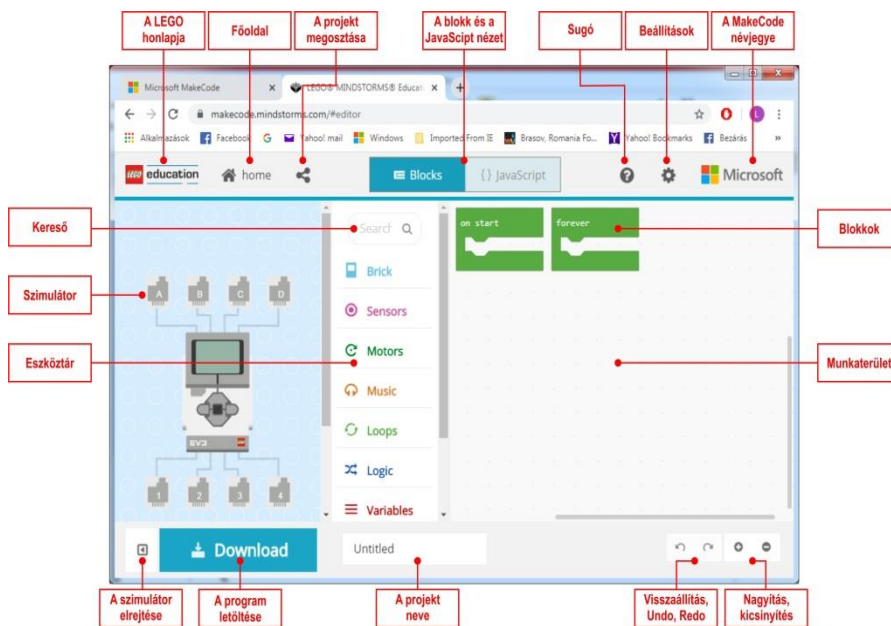 A LEGO
honlapja
Főoldal
A projekt
megosztása
A blokk és a
JavaScipt nézet
Sugó
Beállítások
A MakeCode
névjegye
Microsoft MakeCode
LEGO® MINDSTORMS® Educat
makecode.mindstorms.com/#editor
Alkalmazások Facebook Yahoo! mail Windows Imported From IE Brasov, Romania Fo... Yahoo! Bookmarks Bezárás »
LEGO education home Blocks {} JavaScript Microsoft
Kereső
Search
on start
forever
Blokkok
Brick
Szimulátor
A B C D
Sensors
Eszköztár
Motors
Munkaterület
Music
Loops
EV3
Logic
1 2 3 4
Variables
Download
Untitled
A szimulátor
elrejtése
A program
letöltése
A projekt
neve
Visszaállítás,
Undo, Redo
Nagyítás,
kicsinyítés